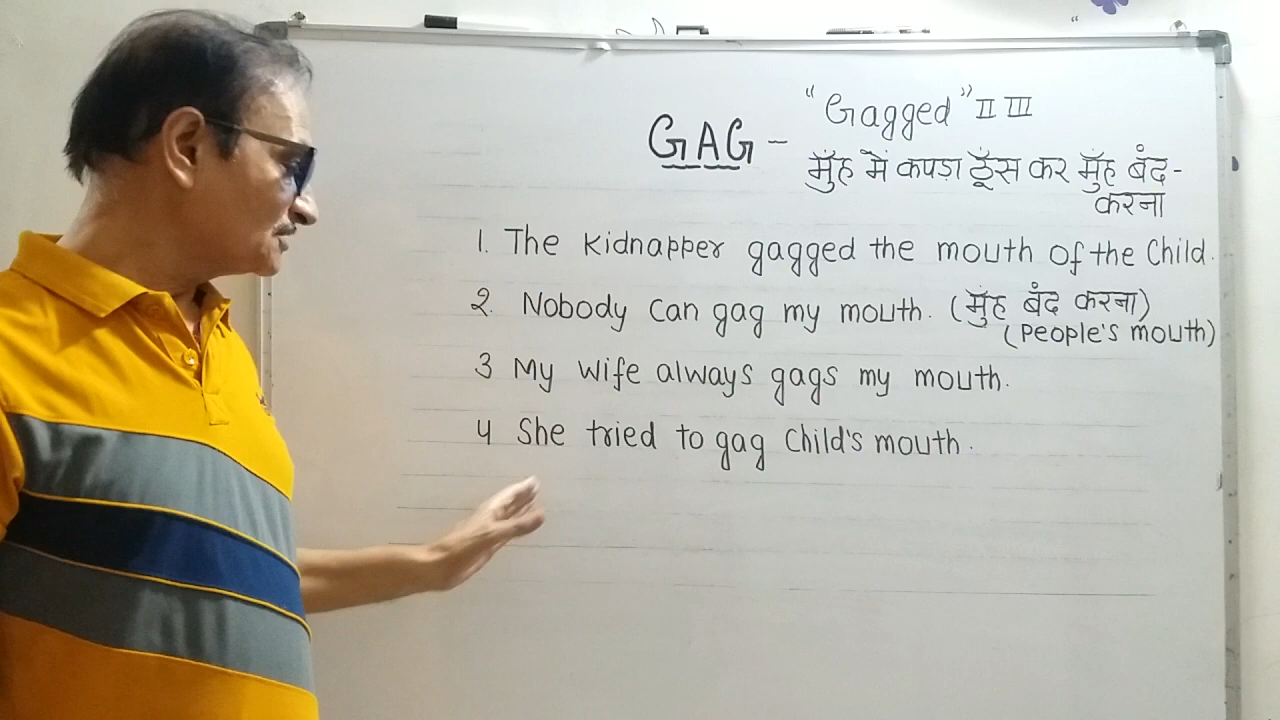 "Gagged" II III
GAG - मुँह में कपड़ा ठूँस कर मुँह बंद -
करना
1. The kidnapper gagged the mouth of the Child.
2. Nobody can gag my mouth. (मुँह बंद करना)
(People's mouth)
3 My wife always gags my mouth.
4 She tried to gag Child's mouth.